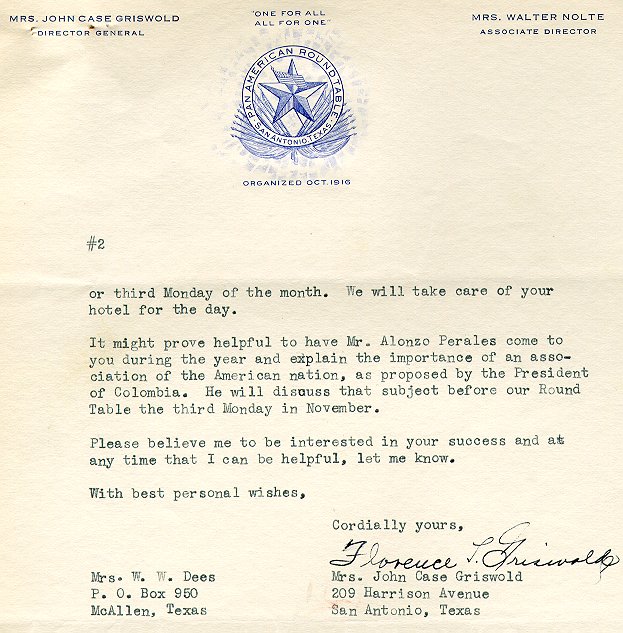 MRS. JOHN CASE GRISWOLD
DIRECTOR GENERAL
"ONE FOR ALL
ALL FOR ONE"
MRS. WALTER NOLTE
ASSOCIATE DIRECTOR
PAN AMERICAN ROUND TABLE
SAN ANTONIO TEXAS
ORGANIZED OCT. 1916
#2
or third Monday of the month. We will take care of your
hotel for the day.
It might prove helpful to have Mr. Alonzo Perales come to
you during the year and explain the importance of an asso-
ciation of the American nation, as proposed by the President
of Colombia. He will discuss that subject before our Round
Table the third Monday in November.
Please believe me to be interested in your success and at
any time that I can be helpful, let me know.
With best personal wishes,
Cordially yours,
Florence T. Griswold
Mrs. John Case Griswold
209 Harrison Avenue
San Antonio, Texas
Mrs. W. W. Dees
P. O. Box 950
McAllen, Texas